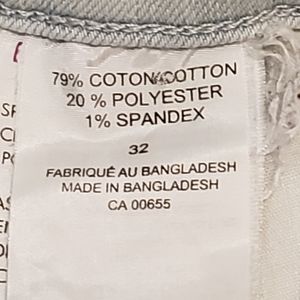 79% COTON/COTTON
20 % POLYESTER
1% SPANDEX
32
FABRIQUÉ AU BANGLADESH
MADE IN BANGLADESH
CA 00655